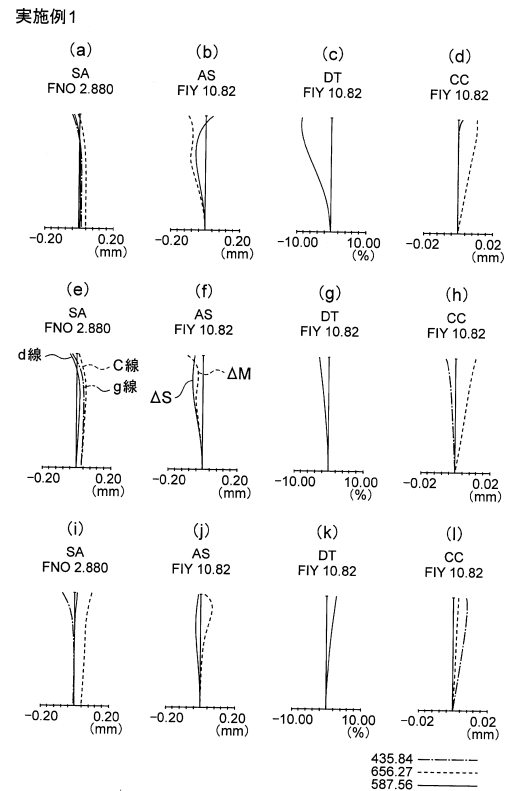 実施例1
(a)
SA
FNO 2.880
(b)
AS
FIY 10.82
(c)
DT
FIY 10.82
(d)
CC
FIY 10.82
−0.20 0.20
(mm)
−0.20 0.20
(mm)
−10.00 10.00
(%)
−0.02 0.02
(mm)
(e)
SA
FNO 2.880
(f)
AS
FIY 10.82
(g)
DT
FIY 10.82
(h)
CC
FIY 10.82
d線
C線
g線
ΔM
ΔS
−0.20 0.20
(mm)
−0.20 0.20
(mm)
−10.00 10.00
(%)
−0.02 0.02
(mm)
(i)
SA
FNO 2.880
(j)
AS
FIY 10.82
(k)
DT
FIY 10.82
(l)
CC
FIY 10.82
−0.20 0.20
(mm)
−0.20 0.20
(mm)
−10.00 10.00
(%)
−0.02 0.02
(mm)
435.84
656.27
587.56